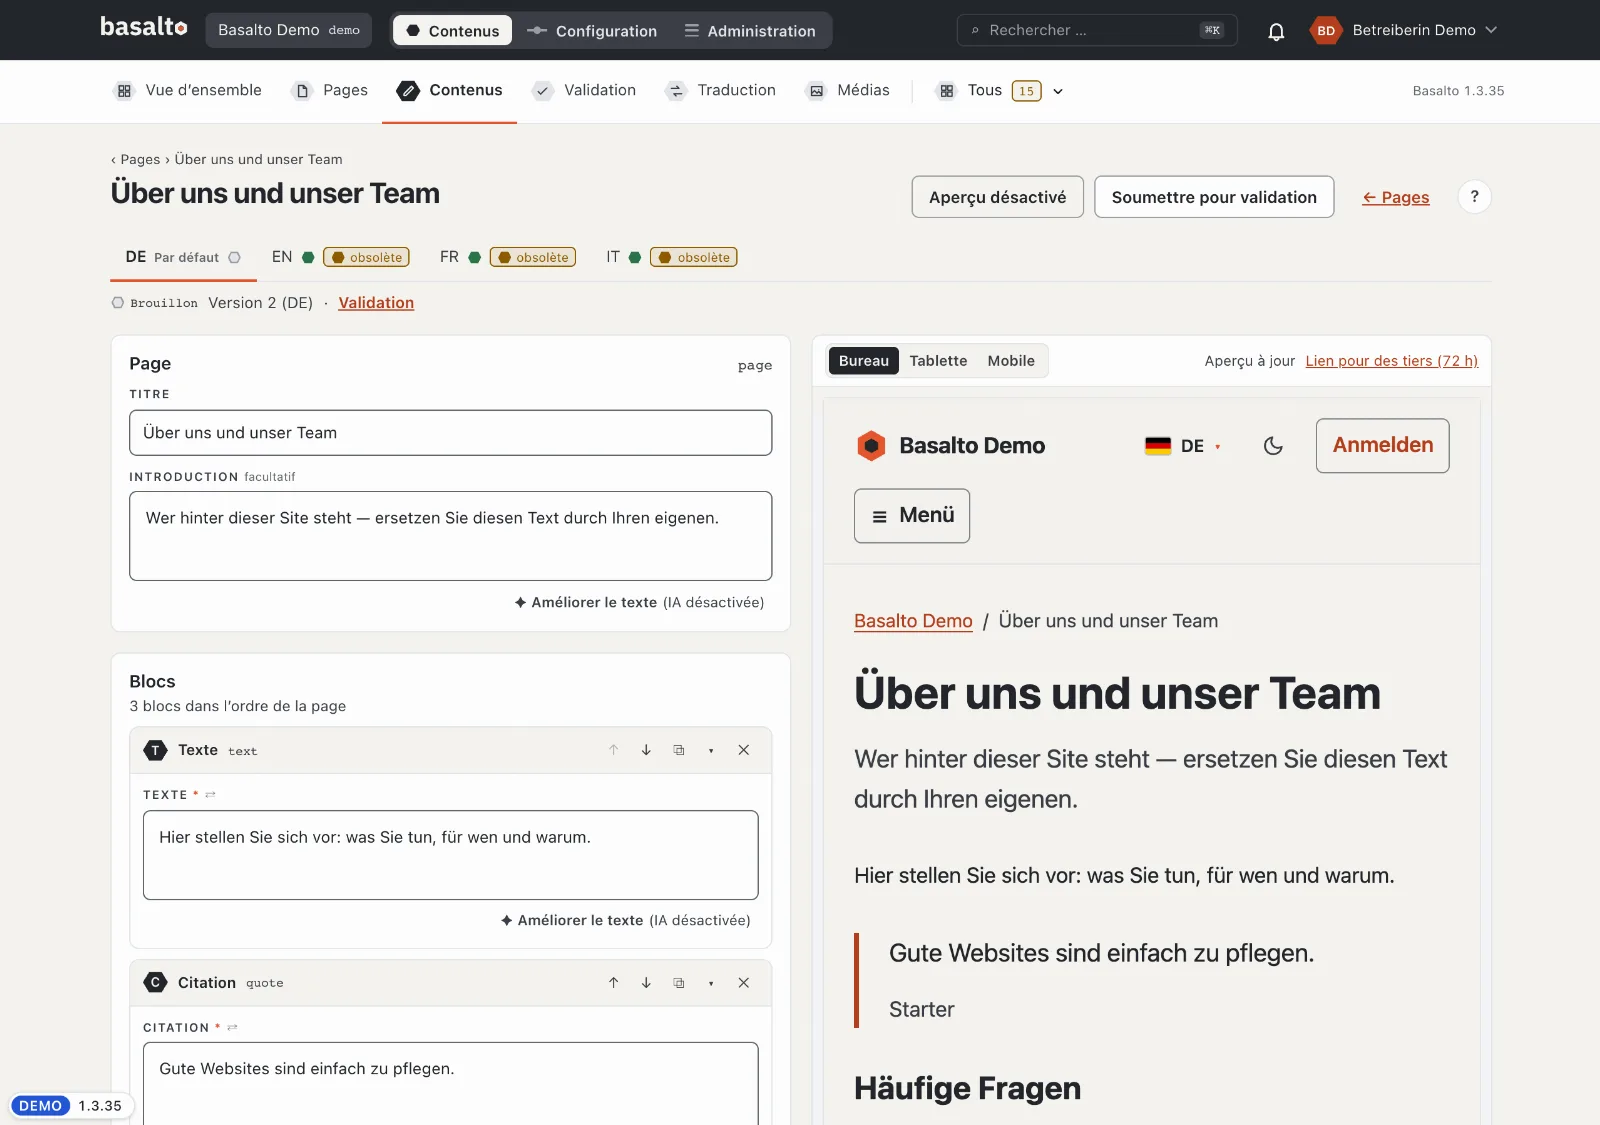 basalto
Basalto Demo demo
Contenus
Configuration
Administration
Rechercher ...
⌘K
BD
Betreiberin Demo
Vue d'ensemble
Pages
Contenus
Validation
Traduction
Médias
Tous 15
Basalto 1.3.35
‹ Pages › Über uns und unser Team
Über uns und unser Team
Aperçu désactivé
Soumettre pour validation
← Pages
?
DE Par défaut
EN obsolète
FR obsolète
IT obsolète
Brouillon Version 2 (DE) · Validation
Page
page
TITRE
Über uns und unser Team
INTRODUCTION facultatif
Wer hinter dieser Site steht — ersetzen Sie diesen Text durch Ihren eigenen.
✦ Améliorer le texte (IA désactivée)
Blocs
3 blocs dans l'ordre de la page
T Texte text
TEXTE * ⇄
Hier stellen Sie sich vor: was Sie tun, für wen und warum.
✦ Améliorer le texte (IA désactivée)
C Citation quote
CITATION * ⇄
Gute Websites sind einfach zu pflegen.
DEMO 1.3.35
Bureau
Tablette
Mobile
Aperçu à jour
Lien pour des tiers (72 h)
Basalto Demo
DE
Anmelden
Menü
Basalto Demo / Über uns und unser Team
Über uns und unser Team
Wer hinter dieser Site steht — ersetzen Sie diesen Text
durch Ihren eigenen.
Hier stellen Sie sich vor: was Sie tun, für wen und warum.
Gute Websites sind einfach zu pflegen.
Starter
Häufige Fragen